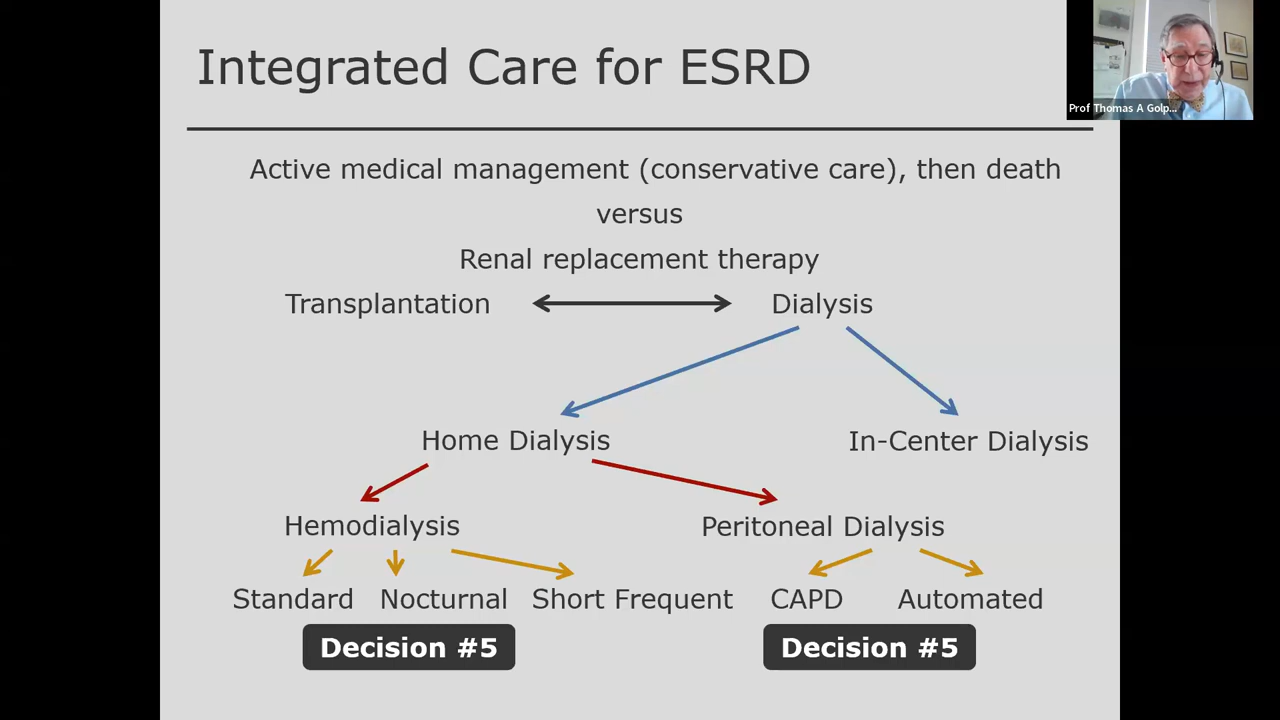 Integrated Care for ESRD
Prof Thomas A Golp...
Active medical management (conservative care), then death
versus
Renal replacement therapy
Transplantation Dialysis
Home Dialysis In-Center Dialysis
Hemodialysis Peritoneal Dialysis
Standard Nocturnal Short Frequent CAPD Automated
Decision #5 Decision #5